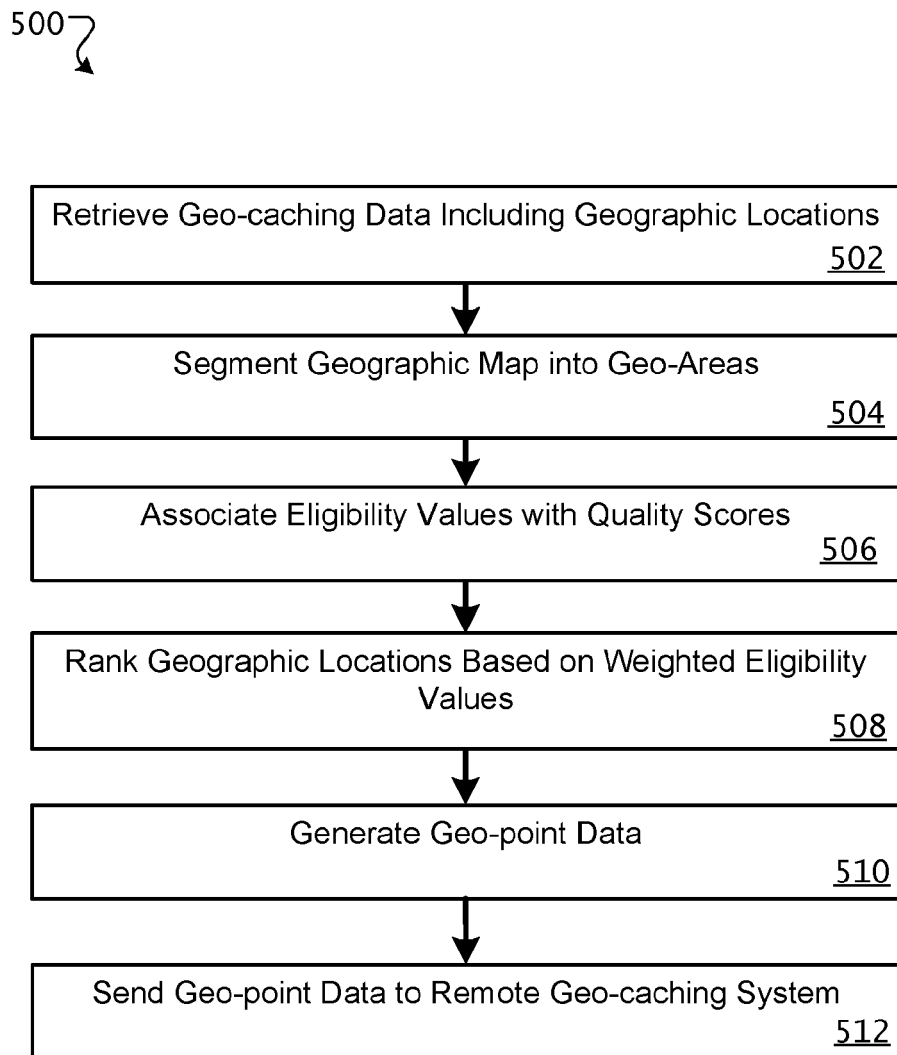 500
Retrieve Geo-caching Data Including Geographic Locations
502
Segment Geographic Map into Geo-Areas
504
Associate Eligibility Values with Quality Scores
506
Rank Geographic Locations Based on Weighted Eligibility
Values
508
Generate Geo-point Data
510
Send Geo-point Data to Remote Geo-caching System
512